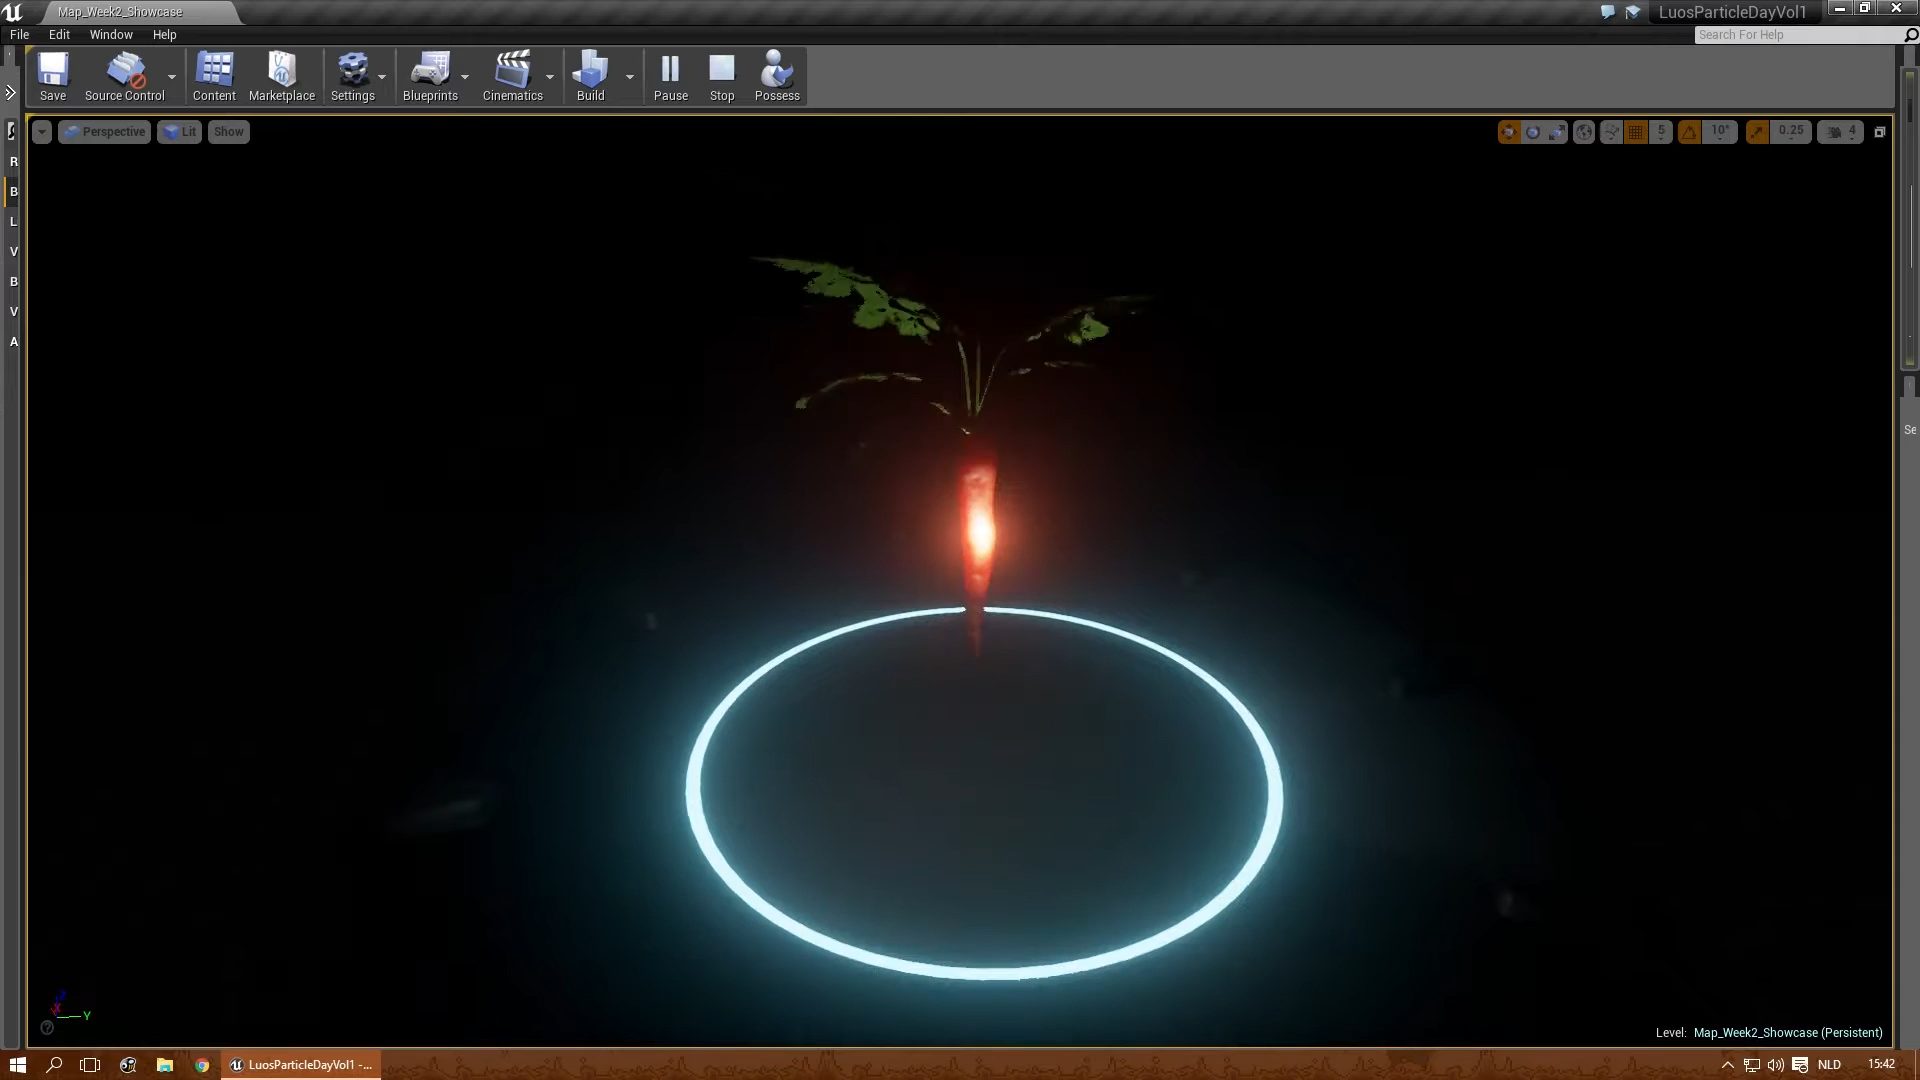 Map_Week2_Showcase
LuosParticleDayVol1
File Edit Window Help
Search For Help
Save Source Control Content Marketplace Settings Blueprints Cinematics Build Pause Stop Possess
Perspective Lit Show
5 10° 0.25 4
R
B
L
V
B
V
A
Se
Y
Level: Map_Week2_Showcase (Persistent)
LuosParticleDayVol1 -...
NLD 15:42